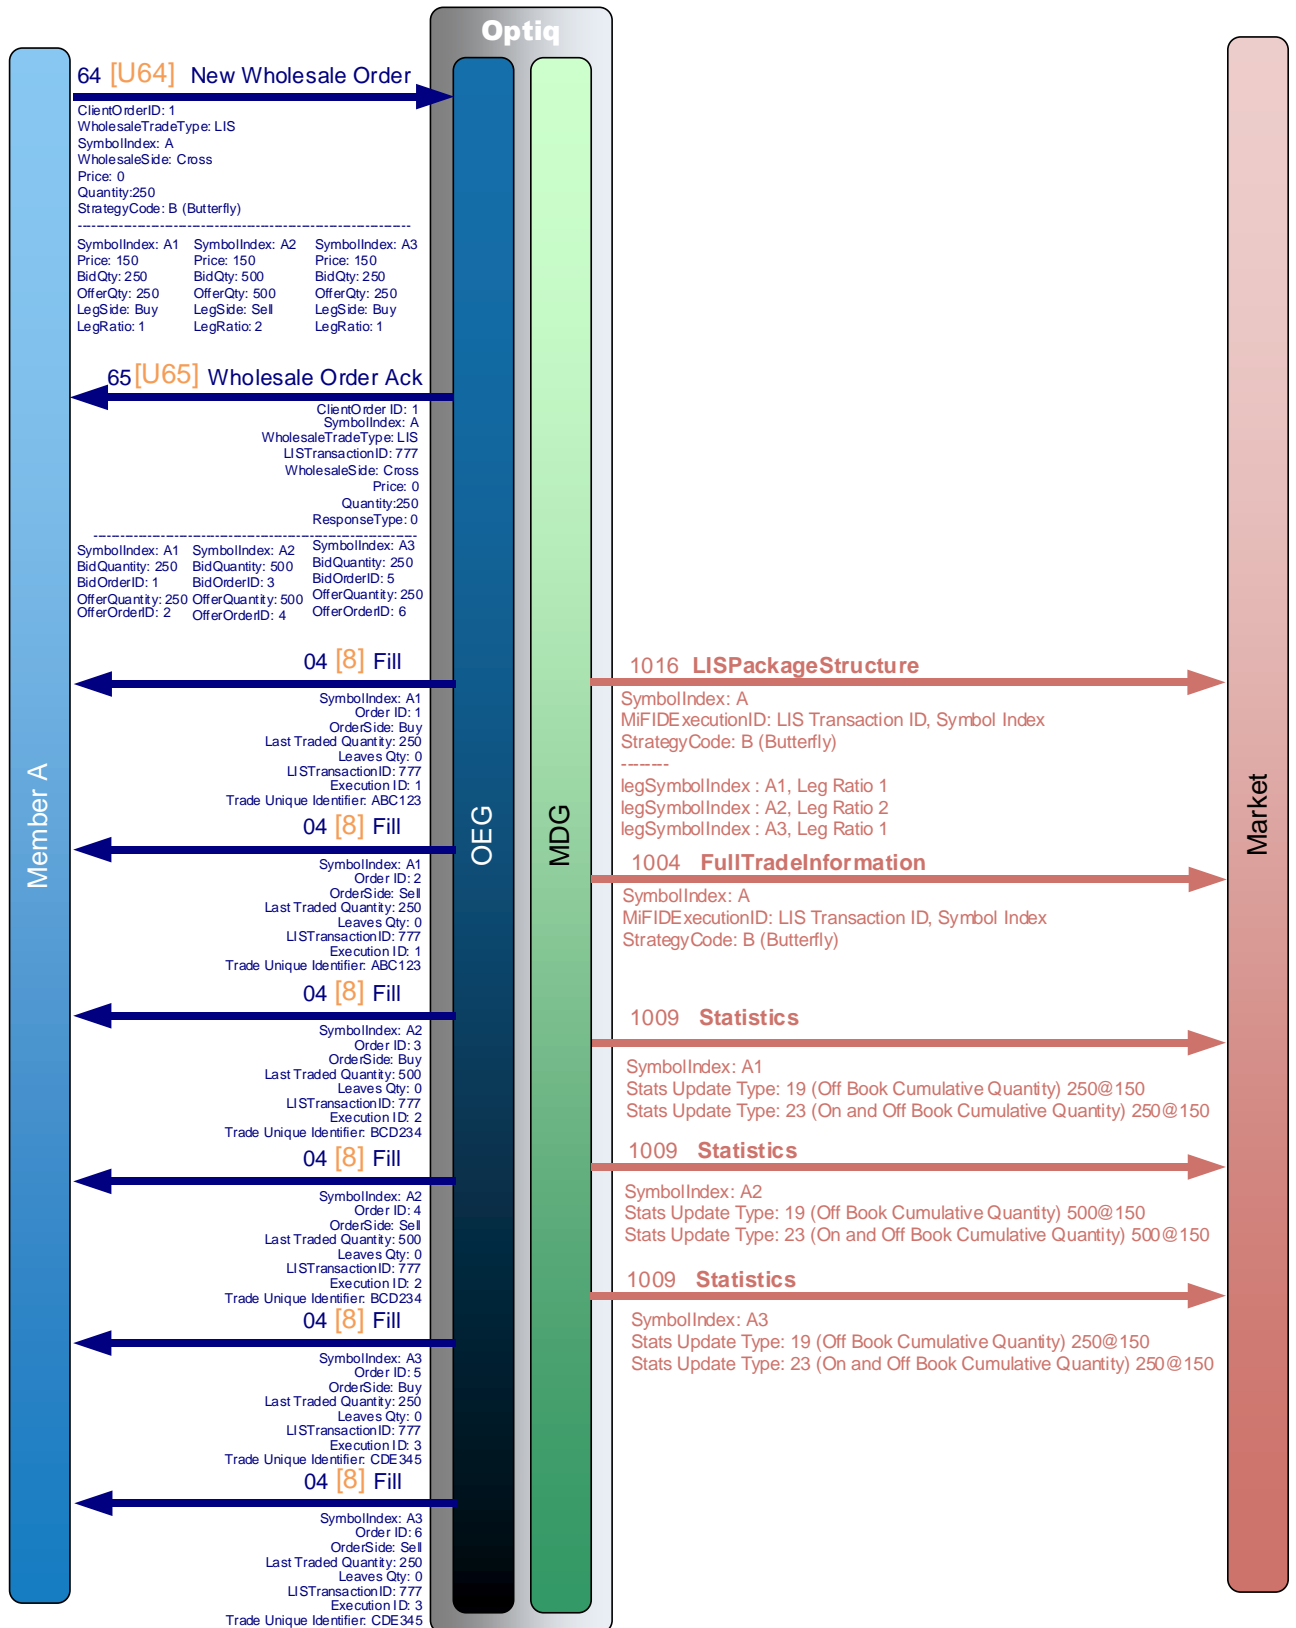 Optiq
64 [U64] New Wholesale Order
ClientOrderID: 1
WholesaleTradeType: LIS
SymbolIndex: A
WholesaleSide: Cross
Price: 0
Quantity:250
StrategyCode: B (Butterfly)
--------------------------------------------------------------------------
SymbolIndex: A1 SymbolIndex: A2 SymbolIndex: A3
Price: 150 Price: 150 Price: 150
BidQty: 250 BidQty: 500 BidQty: 250
OfferQty: 250 OfferQty: 500 OfferQty: 250
LegSide: Buy LegSide: Sell LegSide: Buy
LegRatio: 1 LegRatio: 2 LegRatio: 1
65 [U65] Wholesale Order Ack
ClientOrder ID: 1
SymbolIndex: A
WholesaleTradeType: LIS
LISTransactionID: 777
WholesaleSide: Cross
Price: 0
Quantity:250
ResponseType: 0
------------------------------------------------------------------------
SymbolIndex: A1 SymbolIndex: A2 SymbolIndex: A3
BidQuantity: 250 BidQuantity: 500 BidQuantity: 250
BidOrderID: 1 BidOrderID: 3 BidOrderID: 5
OfferQuantity: 250 OfferQuantity: 500 OfferQuantity: 250
OfferOrderID: 2 OfferOrderID: 4 OfferOrderID: 6
04 [8] Fill
SymbolIndex: A1
Order ID: 1
OrderSide: Buy
Last Traded Quantity: 250
Leaves Qty: 0
LISTransactionID: 777
Execution ID: 1
Trade Unique Identifier: ABC123
04 [8] Fill
SymbolIndex: A1
Order ID: 2
OrderSide: Sell
Last Traded Quantity: 250
Leaves Qty: 0
LISTransactionID: 777
Execution ID: 1
Trade Unique Identifier: ABC123
04 [8] Fill
SymbolIndex: A2
Order ID: 3
OrderSide: Buy
Last Traded Quantity: 500
Leaves Qty: 0
LISTransactionID: 777
Execution ID: 2
Trade Unique Identifier: BCD234
04 [8] Fill
SymbolIndex: A2
Order ID: 4
OrderSide: Sell
Last Traded Quantity: 500
Leaves Qty: 0
LISTransactionID: 777
Execution ID: 2
Trade Unique Identifier: BCD234
04 [8] Fill
SymbolIndex: A3
Order ID: 5
OrderSide: Buy
Last Traded Quantity: 250
Leaves Qty: 0
LISTransactionID: 777
Execution ID: 3
Trade Unique Identifier: CDE345
04 [8] Fill
SymbolIndex: A3
Order ID: 6
OrderSide: Sell
Last Traded Quantity: 250
Leaves Qty: 0
LISTransactionID: 777
Execution ID: 3
Trade Unique Identifier: CDE345
Member A
OEG
MDG
1016 LISPackageStructure
SymbolIndex: A
MiFIDExecutionID: LIS Transaction ID, Symbol Index
StrategyCode: B (Butterfly)
--------
legSymbolIndex : A1, Leg Ratio 1
legSymbolIndex : A2, Leg Ratio 2
legSymbolIndex : A3, Leg Ratio 1
1004 FullTradeInformation
SymbolIndex: A
MiFIDExecutionID: LIS Transaction ID, Symbol Index
StrategyCode: B (Butterfly)
1009 Statistics
SymbolIndex: A1
Stats Update Type: 19 (Off Book Cumulative Quantity) 250@150
Stats Update Type: 23 (On and Off Book Cumulative Quantity) 250@150
1009 Statistics
SymbolIndex: A2
Stats Update Type: 19 (Off Book Cumulative Quantity) 500@150
Stats Update Type: 23 (On and Off Book Cumulative Quantity) 500@150
1009 Statistics
SymbolIndex: A3
Stats Update Type: 19 (Off Book Cumulative Quantity) 250@150
Stats Update Type: 23 (On and Off Book Cumulative Quantity) 250@150
Market